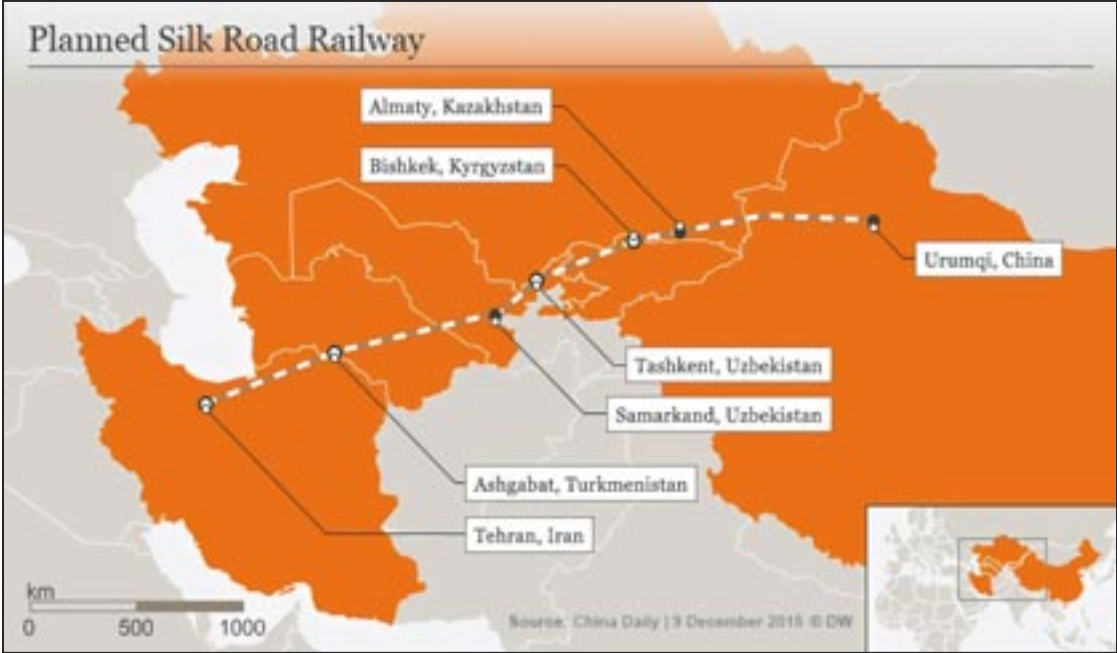 Planned Silk Road Railway
Almaty, Kazakhstan
Bishkek, Kyrgyzstan
Urumqi, China
Tashkent, Uzbekistan
Samarkand, Uzbekistan
Ashgabat, Turkmenistan
Tehran, Iran
km
0 500 1000
Source: China Daily | 9 December 2015 © DW